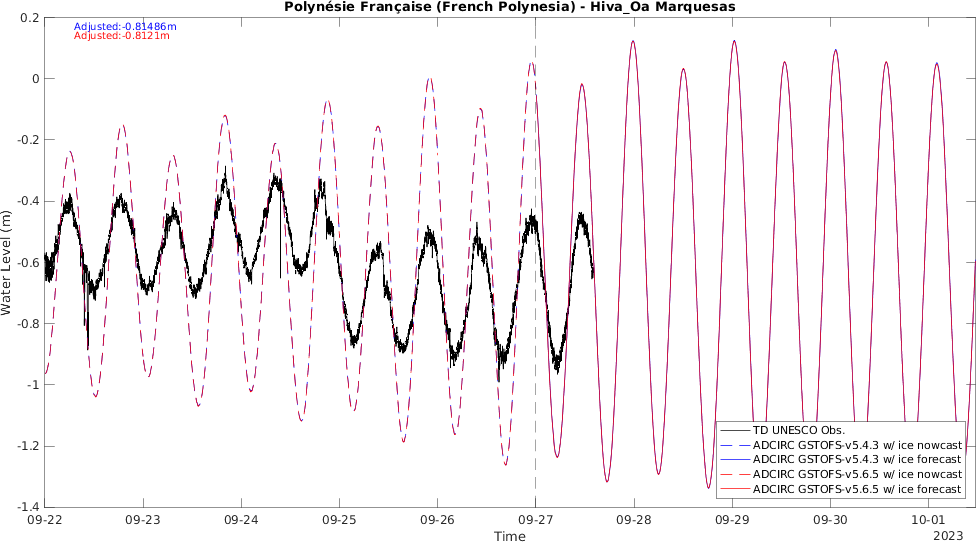 Polynésie Française (French Polynesia) - Hiva_Oa Marquesas
Adjusted:-0.81486m
Adjusted:-0.8121m
0.2
0
-0.2
-0.4
-0.6
-0.8
-1
-1.2
-1.4
Water Level (m)
TD UNESCO Obs.
ADCIRC GSTOFS-v5.4.3 w/ ice nowcast
ADCIRC GSTOFS-v5.4.3 w/ ice forecast
ADCIRC GSTOFS-v5.6.5 w/ ice nowcast
ADCIRC GSTOFS-v5.6.5 w/ ice forecast
09-22 09-23 09-24 09-25 09-26 09-27 09-28 09-29 09-30 10-01
2023
Time